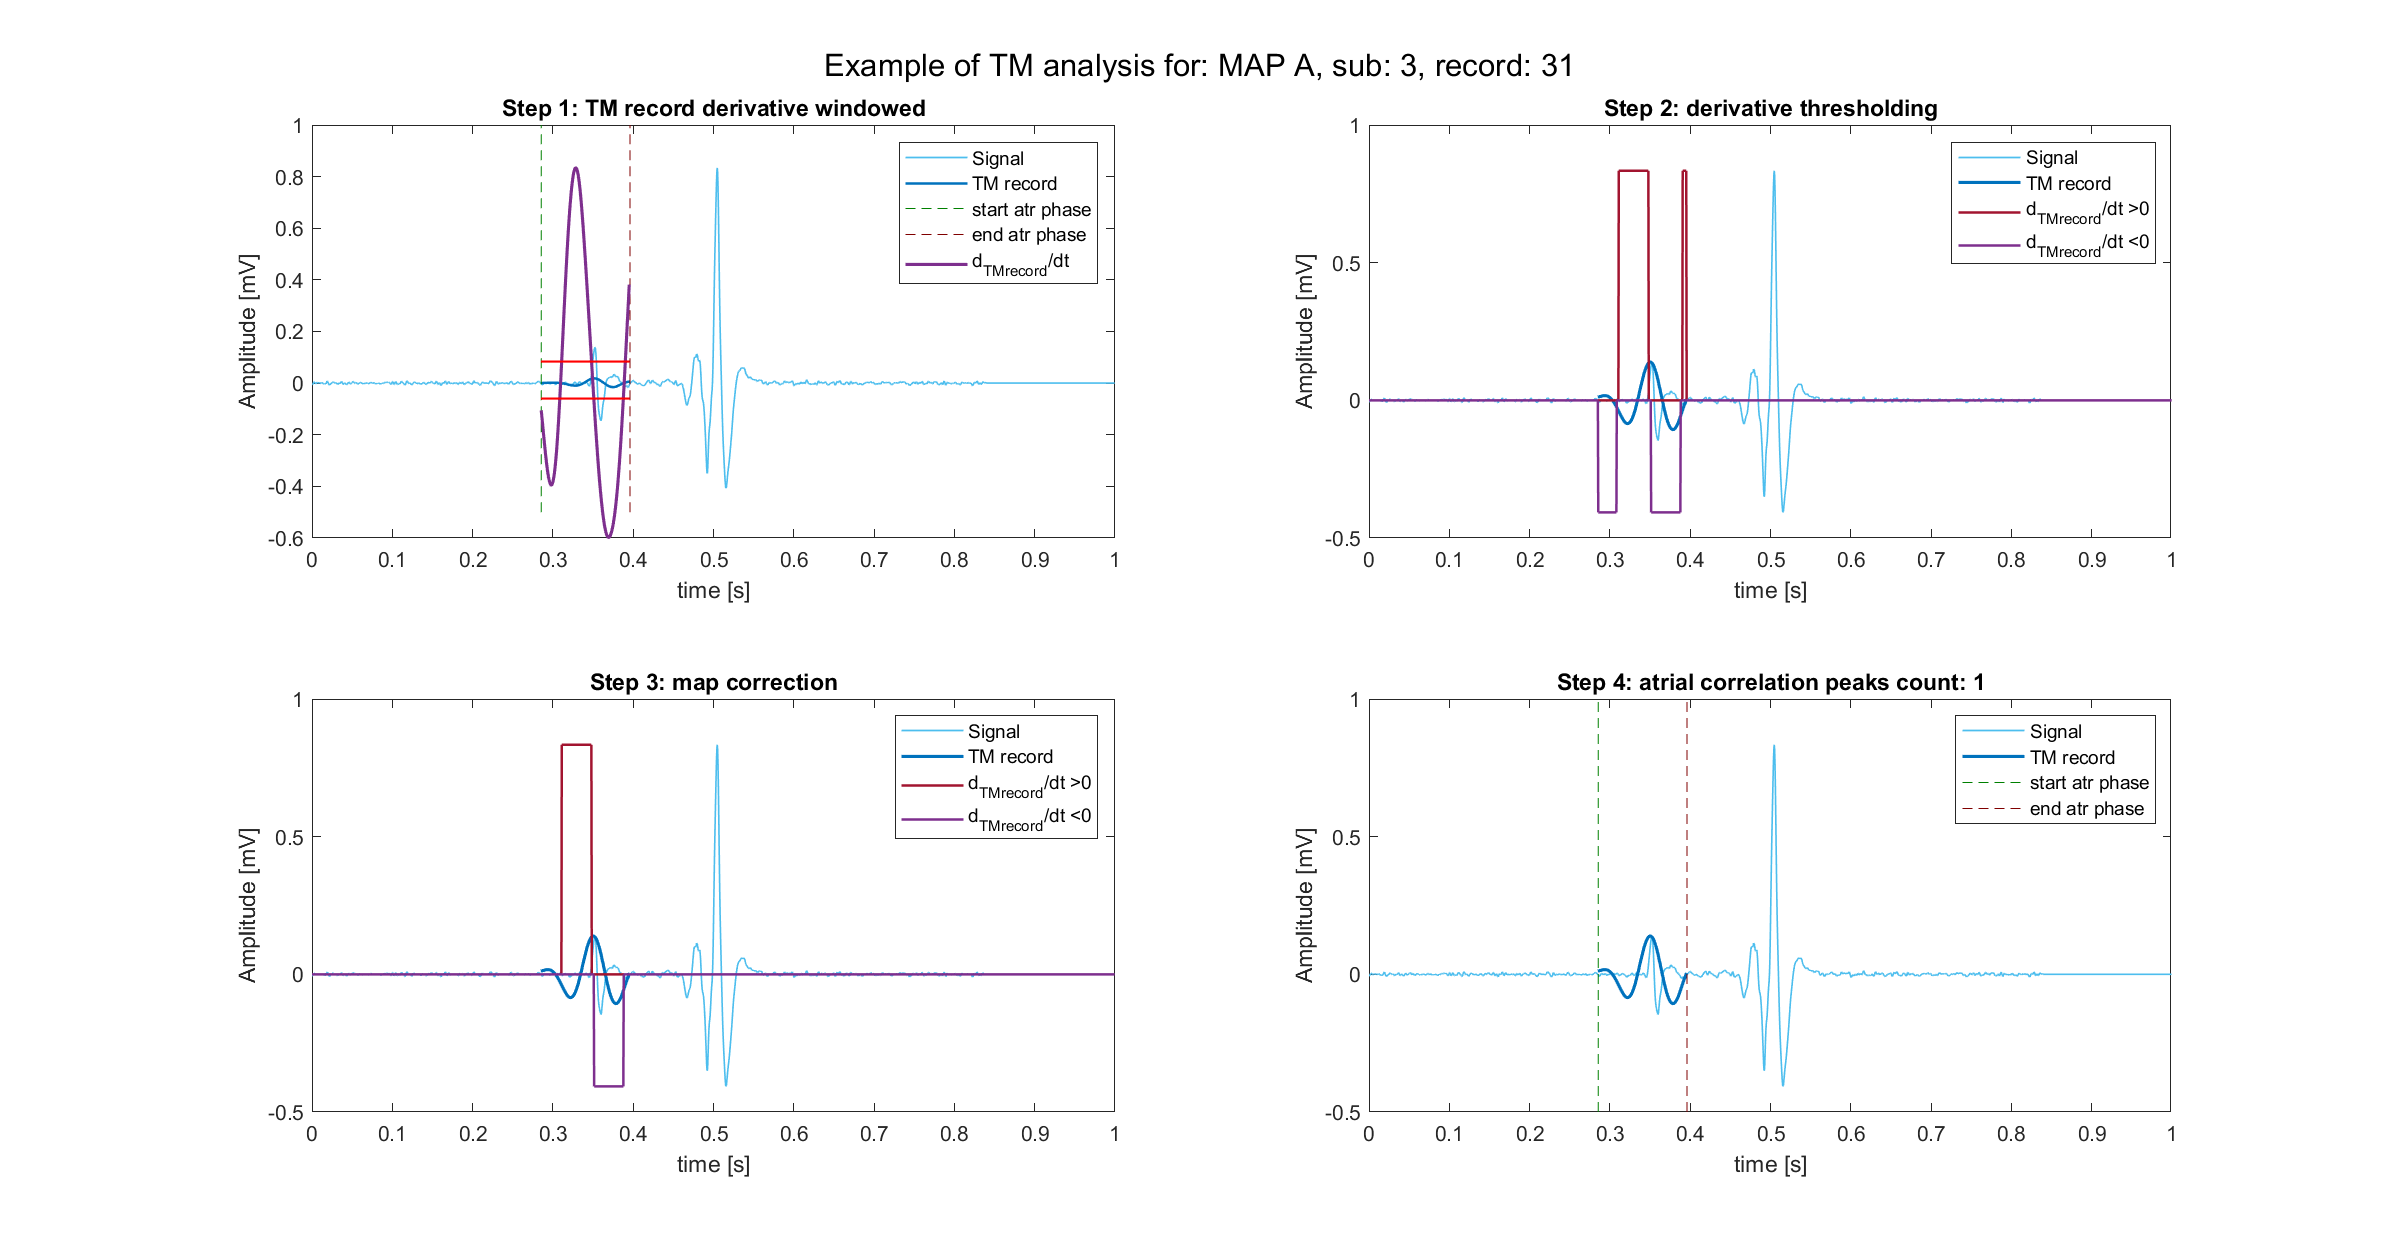 Example of TM analysis for: MAP A, sub: 3, record: 31
Step 1: TM record derivative windowed
1
0.8
0.6
0.4
0.2
0
-0.2
-0.4
-0.6
Amplitude [mV]
Signal
TM record
start atr phase
end atr phase
dTMrecord/dt
0 0.1 0.2 0.3 0.4 0.5 0.6 0.7 0.8 0.9 1
time [s]
Step 2: derivative thresholding
1
0.5
0
-0.5
Amplitude [mV]
Signal
TM record
dTMrecord/dt >0
dTMrecord/dt <0
0 0.1 0.2 0.3 0.4 0.5 0.6 0.7 0.8 0.9 1
time [s]
Step 3: map correction
1
0.5
0
-0.5
Amplitude [mV]
Signal
TM record
dTMrecord/dt >0
dTMrecord/dt <0
0 0.1 0.2 0.3 0.4 0.5 0.6 0.7 0.8 0.9 1
time [s]
Step 4: atrial correlation peaks count: 1
1
0.5
0
-0.5
Amplitude [mV]
Signal
TM record
start atr phase
end atr phase
0 0.1 0.2 0.3 0.4 0.5 0.6 0.7 0.8 0.9 1
time [s]